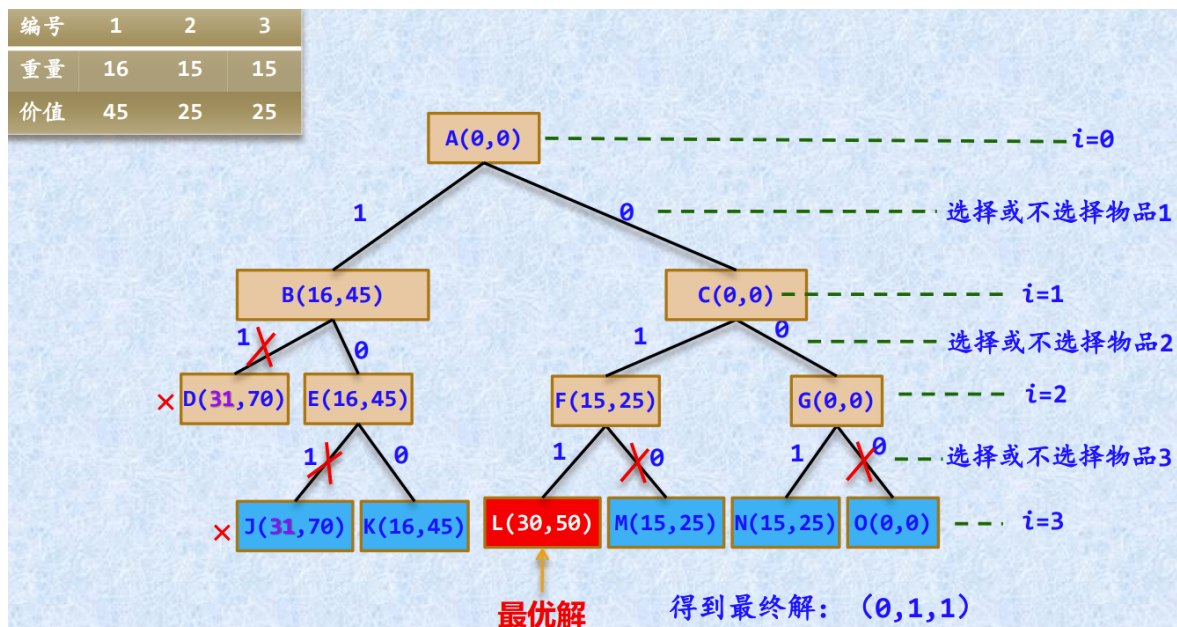 编号 1 2 3
重量 16 15 15
价值 45 25 25
A(0,0) i=0
1 0 选择或不选择物品1
B(16,45) C(0,0) i=1
1 0 1 0 选择或不选择物品2
× D(31,70) E(16,45) F(15,25) G(0,0) i=2
1 0 1 0 1 0 选择或不选择物品3
× J(31,70) K(16,45) L(30,50) M(15,25) N(15,25) O(0,0) i=3
最优解 得到最终解: (0,1,1)